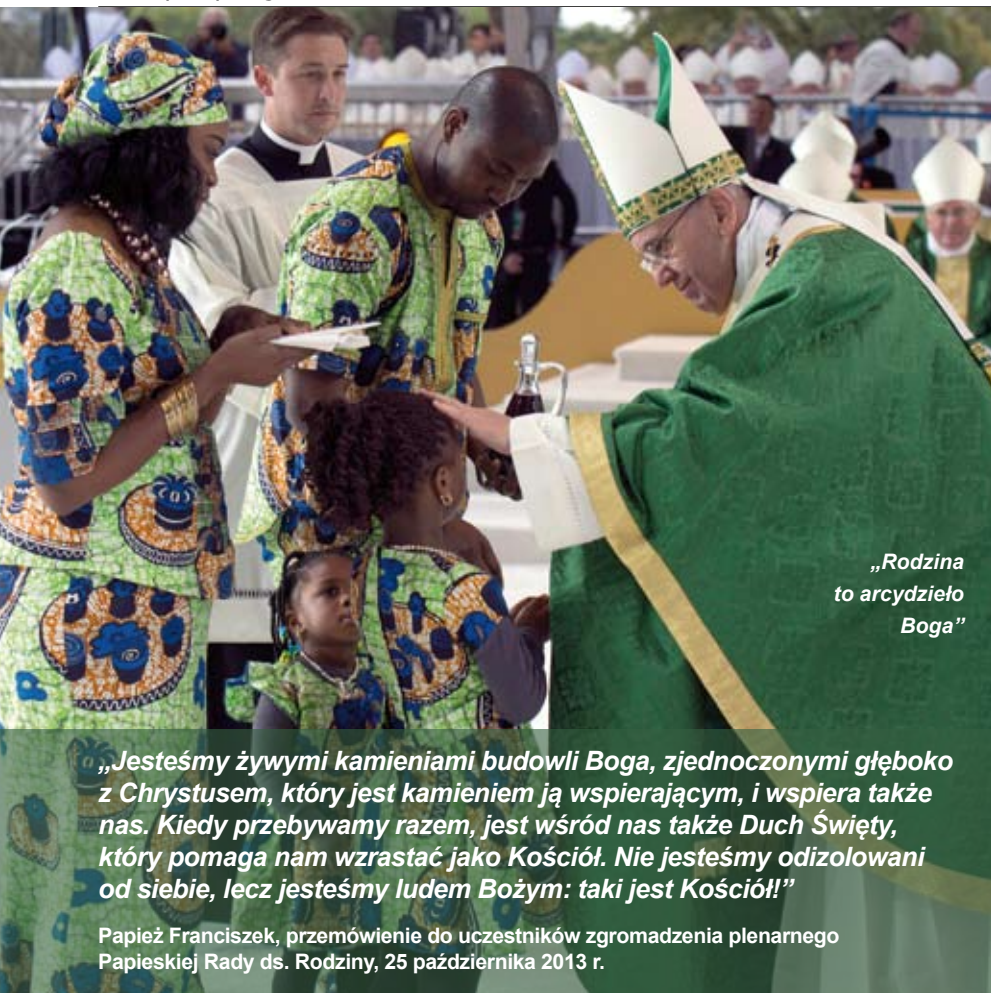 „Rodzina
to arcydzieło
Boga”
„Jesteśmy żywymi kamieniami budowli Boga, zjednoczonymi głęboko
z Chrystusem, który jest kamieniem ją wspierającym, i wspiera także
nas. Kiedy przebywamy razem, jest wśród nas także Duch Święty,
który pomaga nam wzrastać jako Kościół. Nie jesteśmy odizolowani
od siebie, lecz jesteśmy ludem Bożym: taki jest Kościół!”
Papież Franciszek, przemówienie do uczestników zgromadzenia plenarnego
Papieskiej Rady ds. Rodziny, 25 października 2013 r.